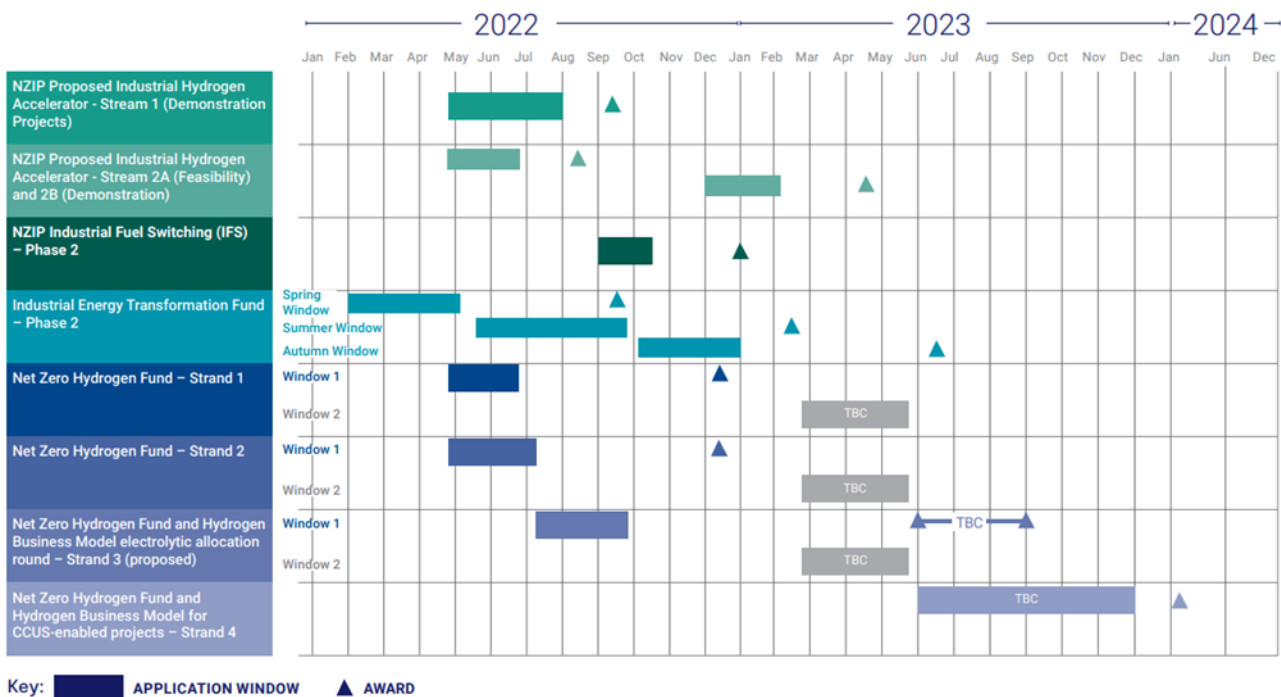 2022 2023 2024
Jan Feb Mar Apr May Jun Jul Aug Sep Oct Nov Dec Jan Feb Mar Apr May Jun Jul Aug Sep Oct Nov Dec Jan Jun Dec
NZIP Proposed Industrial Hydrogen
Accelerator - Stream 1 (Demonstration
Projects)
NZIP Proposed Industrial Hydrogen
Accelerator - Stream 2A (Feasibility)
and 2B (Demonstration)
NZIP Industrial Fuel Switching (IFS)
– Phase 2
Industrial Energy Transformation Fund
– Phase 2
Spring
Window
Summer Window
Autumn Window
Net Zero Hydrogen Fund – Strand 1
Window 1
Window 2
TBC
Net Zero Hydrogen Fund – Strand 2
Window 1
Window 2
TBC
Net Zero Hydrogen Fund and Hydrogen
Business Model electrolytic allocation
round – Strand 3 (proposed)
Window 1
TBC
Window 2
TBC
Net Zero Hydrogen Fund and
Hydrogen Business Model for
CCUS-enabled projects – Strand 4
TBC
Key: APPLICATION WINDOW AWARD